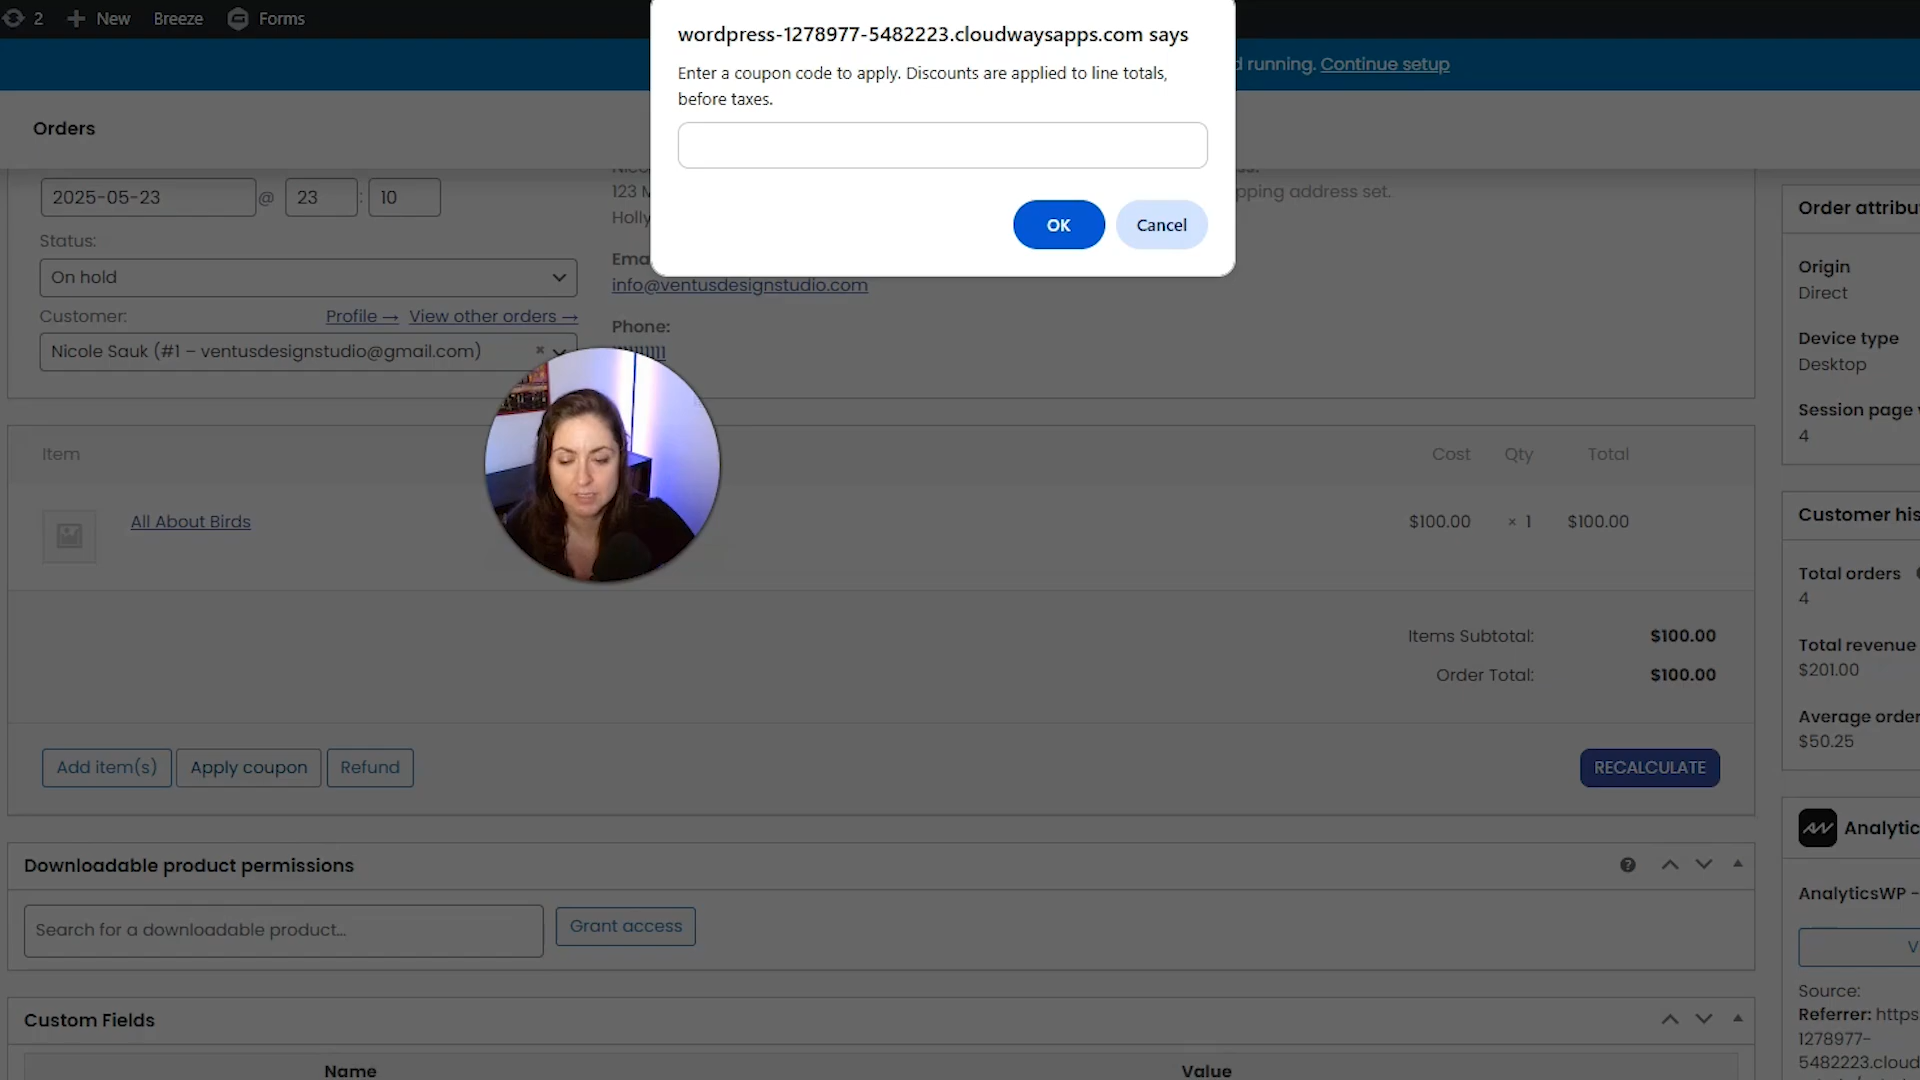 2
New
Breeze
Forms
running. Continue setup
wordpress-1278977-5482223.cloudwaysapps.com says
Enter a coupon code to apply. Discounts are applied to line totals,
before taxes.
OK
Cancel
Orders
2025-05-23 @ 23 : 10
Status:
On hold
Customer:
Profile → View other orders →
Nicole Sauk (#1 – ventusdesignstudio@gmail.com) ×
123
Holly
Ema
info@ventusdesignstudio.com
Phone:
pping address set.
Item
Cost
Qty
Total
All About Birds
$100.00
× 1
$100.00
Items Subtotal:
$100.00
Order Total:
$100.00
Add item(s)
Apply coupon
Refund
RECALCULATE
Downloadable product permissions
?
Search for a downloadable product...
Grant access
Custom Fields
Name
Value
Order attribu
Origin
Direct
Device type
Desktop
Session page
4
Customer his
Total orders
4
Total revenue
$201.00
Average order
$50.25
Analytic
AnalyticsWP -
V
Source:
Referrer: https
1278977-
5482223.cloud